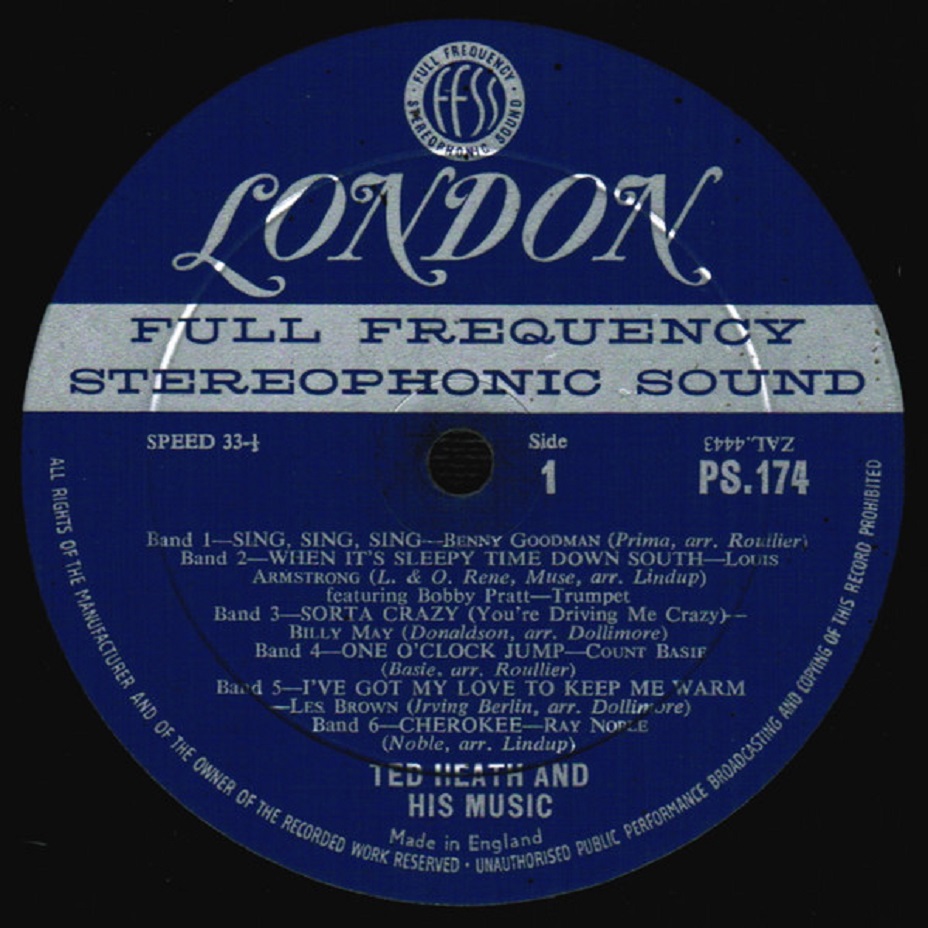 FULL FREQUENCY
FFSS
STEREOPHONIC SOUND
LONDON
FULL FREQUENCY
STEREOPHONIC SOUND
SPEED 33-⅓
Side
1
ZAL.4443
PS.174
Band 1—SING, SING, SING—BENNY GOODMAN (Prima, arr. Roullier)
Band 2—WHEN IT'S SLEEPY TIME DOWN SOUTH—LOUIS
ARMSTRONG (L. & O. Rene, Muse, arr. Lindup)
featuring Bobby Pratt—Trumpet
Band 3—SORTA CRAZY (You're Driving Me Crazy)—
BILLY MAY (Donaldson, arr. Dollimore)
Band 4—ONE O'CLOCK JUMP—COUNT BASIE
(Basie, arr. Roullier)
Band 5—I'VE GOT MY LOVE TO KEEP ME WARM
—LES BROWN (Irving Berlin, arr. Dollimore)
Band 6—CHEROKEE—RAY NOBLE
(Noble, arr. Lindup)
TED HEATH AND
HIS MUSIC
Made in England
ALL RIGHTS OF THE MANUFACTURER AND OF THE OWNER OF THE RECORDED WORK RESERVED · UNAUTHORISED PUBLIC PERFORMANCE BROADCASTING AND COPYING OF THIS RECORD PROHIBITED